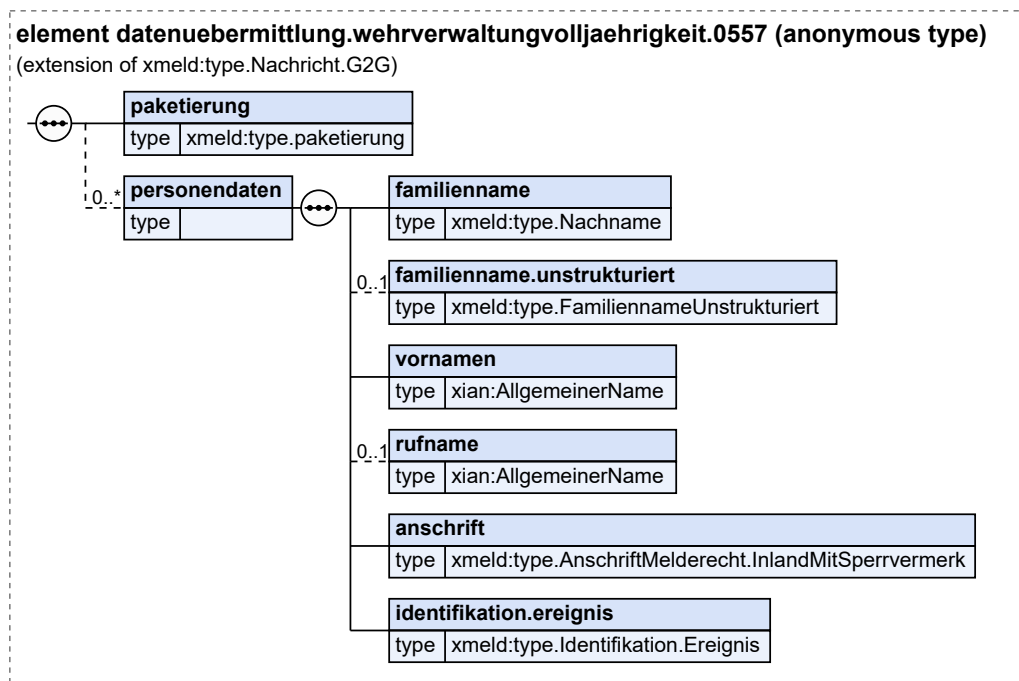 element datenuebermittlung.wehrverwaltungvolljaehrigkeit.0557 (anonymous type)
(extension of xmeld:type.Nachricht.G2G)
paketierung
type xmeld:type.paketierung
0..* personendaten
type
familienname
type xmeld:type.Nachname
0..1 familienname.unstrukturiert
type xmeld:type.FamiliennameUnstrukturiert
vornamen
type xian:AllgemeinerName
0..1 rufname
type xian:AllgemeinerName
anschrift
type xmeld:type.AnschriftMelderecht.InlandMitSperrvermerk
identifikation.ereignis
type xmeld:type.Identifikation.Ereignis